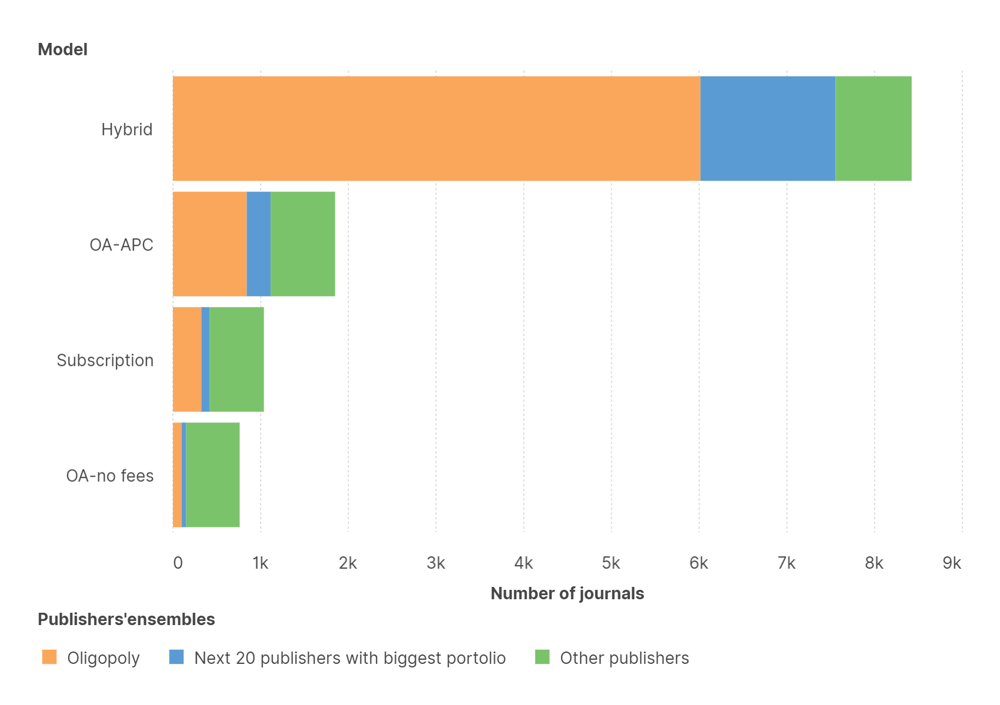 Model
Hybrid
OA-APC
Subscription
OA-no fees
0 1k 2k 3k 4k 5k 6k 7k 8k 9k
Number of journals
Publishers'ensembles
Oligopoly Next 20 publishers with biggest portolio Other publishers